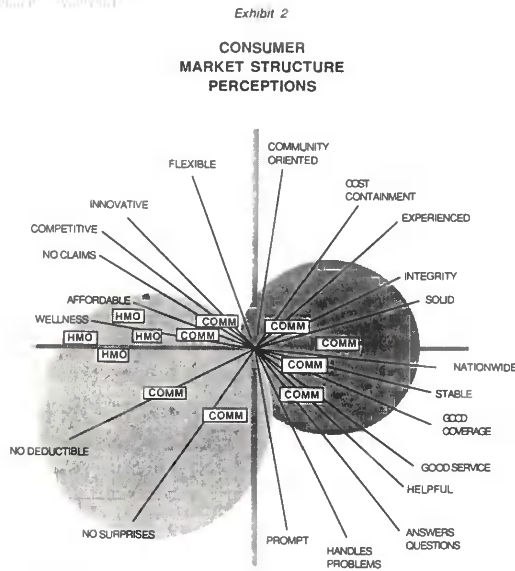 Exhibit 2
CONSUMER
MARKET STRUCTURE
PERCEPTIONS
COMMUNITY
ORIENTED
FLEXIBLE
COST
CONTAINMENT
INNOVATIVE
EXPERIENCED
COMPETITIVE
NO CLAIMS
INTEGRITY
AFFORDABLE
SOLID
HMO
WELLNESS
COMM
COMM
HMO
HMO
COMM
COMM
HMO
COMM
NATIONWIDE
COMM
COMM
STABLE
COMM
GOOD
COVERAGE
NO DEDUCTIBLE
GOOD SERVICE
HELPFUL
NO SURPRISES
PROMPT
ANSWERS
QUESTIONS
HANDLES
PROBLEMS